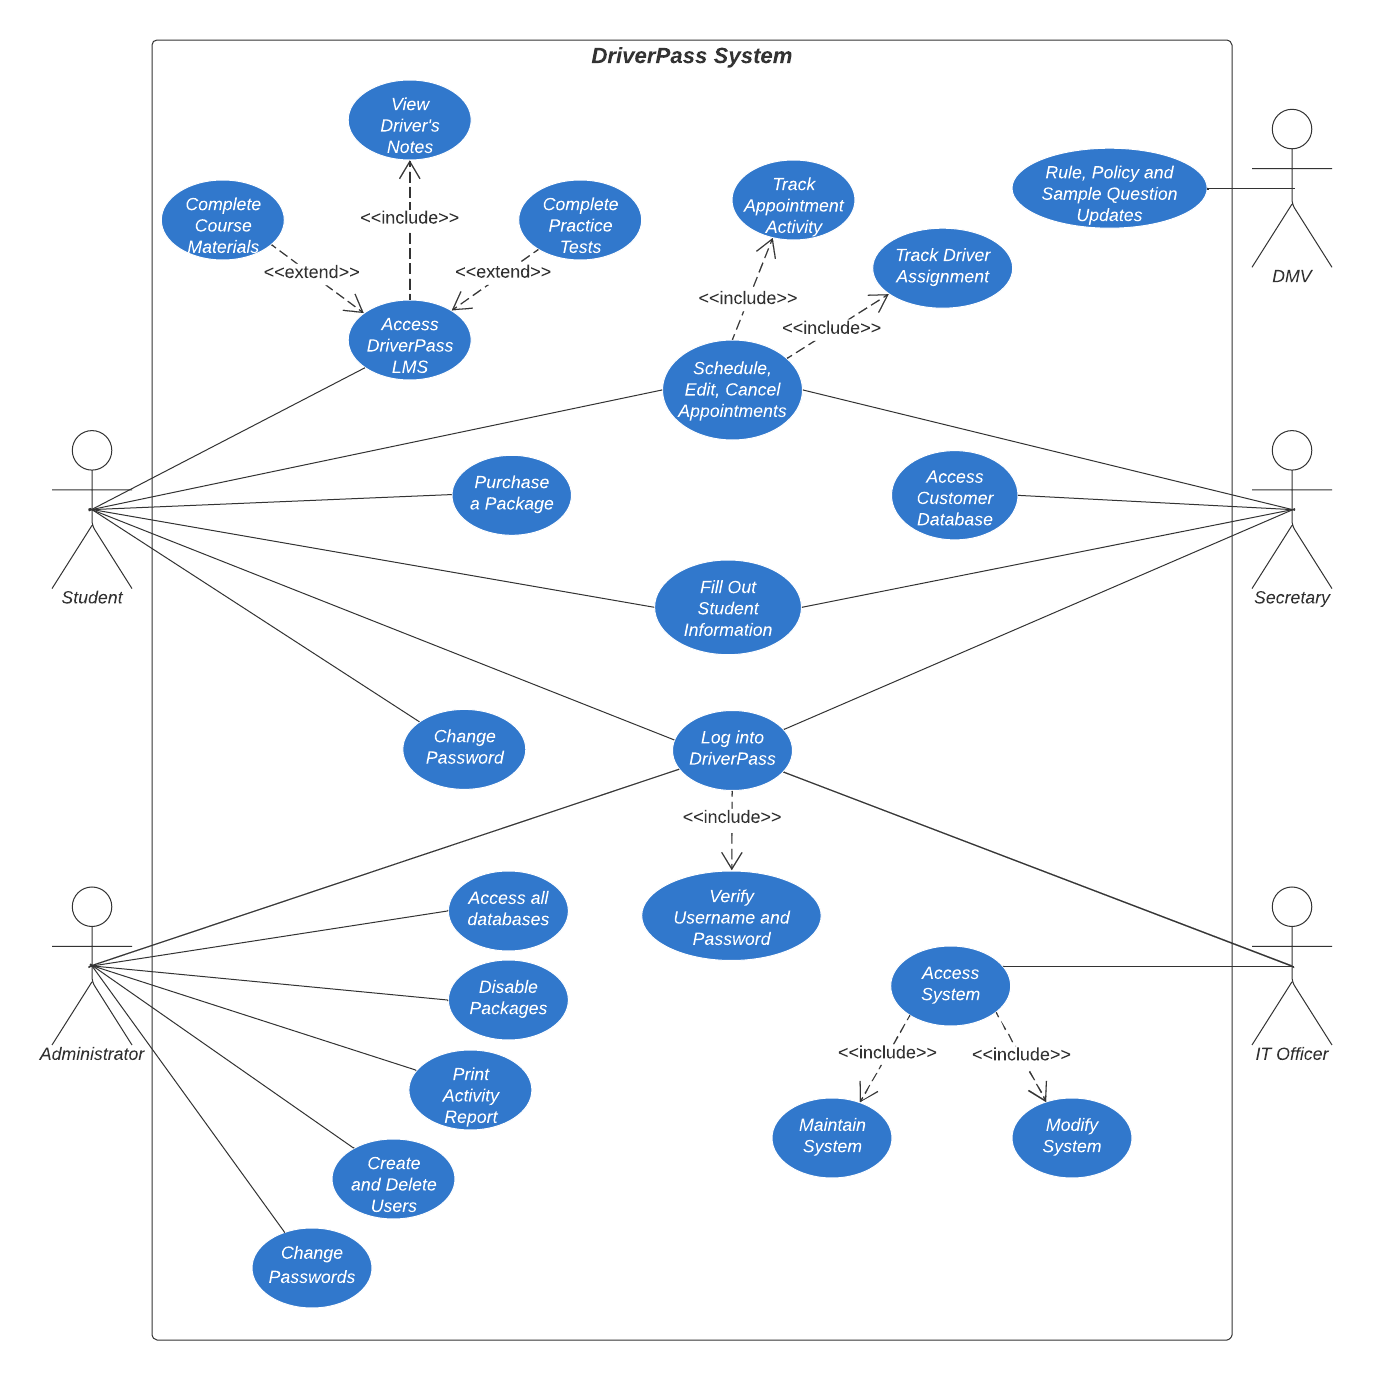 DriverPass System
View
Driver's
Notes
Complete
Course
Materials
<<include>>
Complete
Practice
Tests
<<extend>>
<<extend>>
Access
DriverPass
LMS
Track
Appointment
Activity
Track Driver
Assignment
<<include>>
<<include>>
Schedule,
Edit, Cancel
Appointments
Rule, Policy and
Sample Question
Updates
DMV
Purchase
a Package
Access
Customer
Database
Student
Secretary
Fill Out
Student
Information
Change
Password
Log into
DriverPass
<<include>>
Verify
Username and
Password
Access all
databases
Disable
Packages
Print
Activity
Report
Create
and Delete
Users
Change
Passwords
Administrator
Access
System
<<include>>
<<include>>
Maintain
System
Modify
System
IT Officer